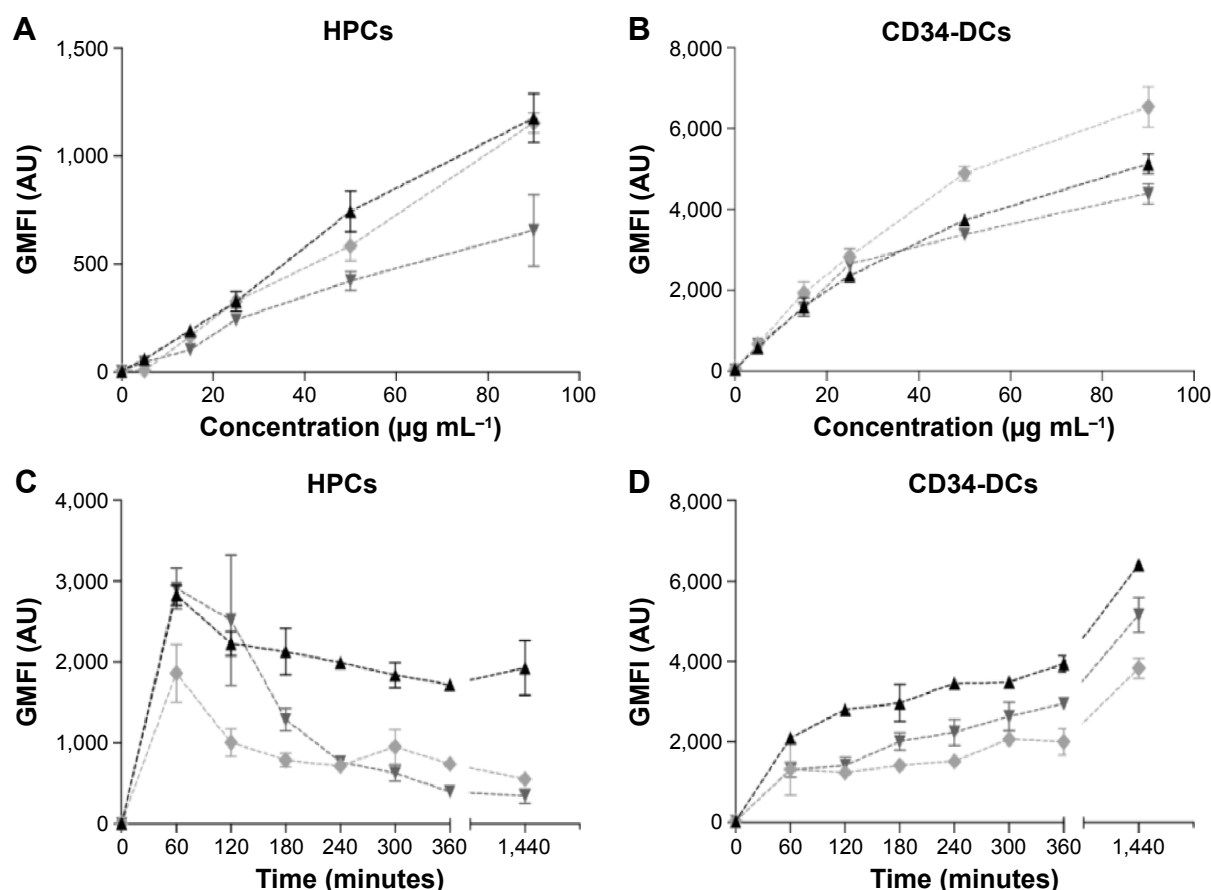 A
HPCs
1,500
1,000
500
0
GMFI (AU)
0 20 40 60 80 100
Concentration (µg mL⁻¹)
B
CD34-DCs
8,000
6,000
4,000
2,000
0
GMFI (AU)
0 20 40 60 80 100
Concentration (µg mL⁻¹)
C
HPCs
4,000
3,000
2,000
1,000
0
GMFI (AU)
0 60 120 180 240 300 360 1,440
Time (minutes)
D
CD34-DCs
8,000
6,000
4,000
2,000
0
GMFI (AU)
0 60 120 180 240 300 360 1,440
Time (minutes)